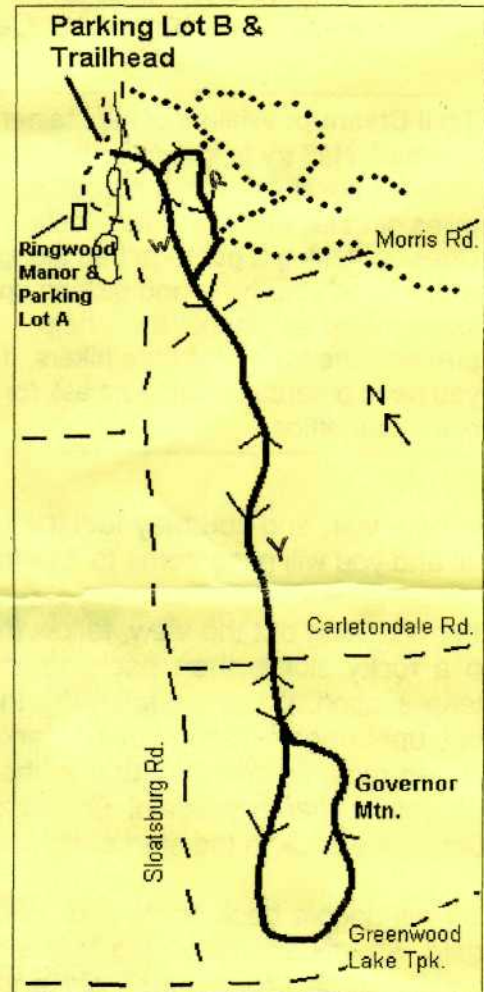 Parking Lot B &
Trailhead
R
W
Ringwood
Manor &
Parking
Lot A
Morris Rd.
N
Y
Carletondale Rd.
Sloatsburg Rd.
Governor
Mtn.
Greenwood
Lake Tpk.